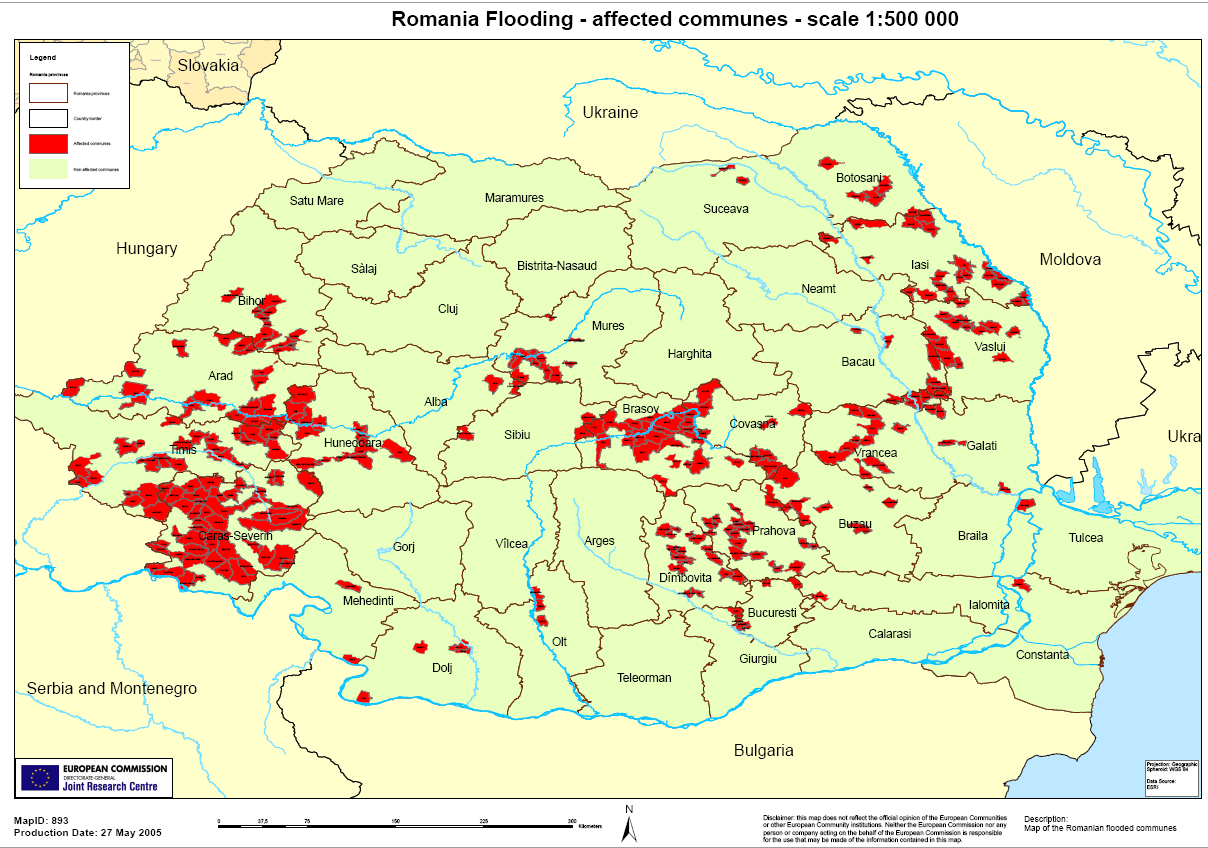 Romania Flooding - affected communes - scale 1:500 000
Legend
Romania provinces
Romania provinces
Country border
Affected communes
Non affected communes
Slovakia
Ukraine
Hungary
Moldova
Ukra
Satu Mare
Maramures
Suceava
Botosani
Sàlaj
Bistrita-Nasaud
Iasi
Bihor
Cluj
Neamt
Mures
Harghita
Bacau
Vaslui
Arad
Alba
Brasov
Covasna
Sibiu
Hunedoara
Timis
Vrancea
Galati
Caras-Severin
Gorj
Vîlcea
Arges
Prahova
Buzau
Braila
Tulcea
Dîmbovita
Mehedinti
Bucuresti
Ialomita
Olt
Calarasi
Dolj
Giurgiu
Constanta
Teleorman
Serbia and Montenegro
Bulgaria
EUROPEAN COMMISSION
DIRECTORATE-GENERAL
Joint Research Centre
Projection: Geographic
Spheroid: WGS 84
Data Source:
ESRI
MapID: 893
Production Date: 27 May 2005
0 37,5 75 150 225 300
Kilometers
N
Disclaimer: this map does not reflect the official opinion of the European Communities
or other European Community institutions. Neither the European Commission nor any
person or company acting on the behalf of the European Commission is responsible
for the use that may be made of the information contained in this map.
Description:
Map of the Romanian flooded communes